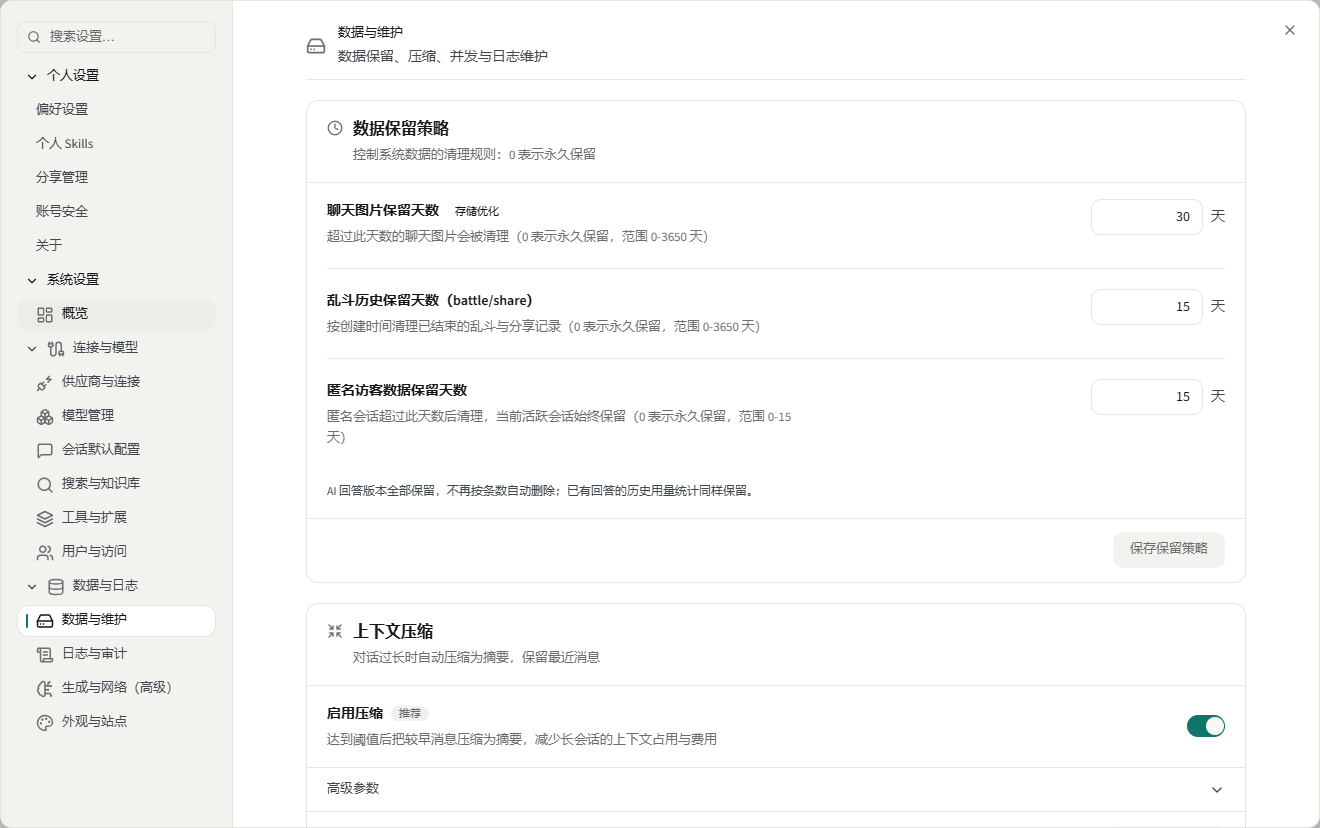 搜索设置…
个人设置
偏好设置
个人 Skills
分享管理
账号安全
关于
系统设置
概览
连接与模型
供应商与连接
模型管理
会话默认配置
搜索与知识库
工具与扩展
用户与访问
数据与日志
数据与维护
日志与审计
生成与网络（高级）
外观与站点
数据与维护
数据保留、压缩、并发与日志维护
数据保留策略
控制系统数据的清理规则：0 表示永久保留
聊天图片保留天数 存储优化
超过此天数的聊天图片会被清理（0 表示永久保留，范围 0-3650 天）
30 天
乱斗历史保留天数（battle/share）
按创建时间清理已结束的乱斗与分享记录（0 表示永久保留，范围 0-3650 天）
15 天
匿名访客数据保留天数
匿名会话超过此天数后清理，当前活跃会话始终保留（0 表示永久保留，范围 0-15
天）
15 天
AI 回答版本全部保留，不再按条数自动删除；已有回答的历史用量统计同样保留。
保存保留策略
上下文压缩
对话过长时自动压缩为摘要，保留最近消息
启用压缩 推荐
达到阈值后把较早消息压缩为摘要，减少长会话的上下文占用与费用
高级参数